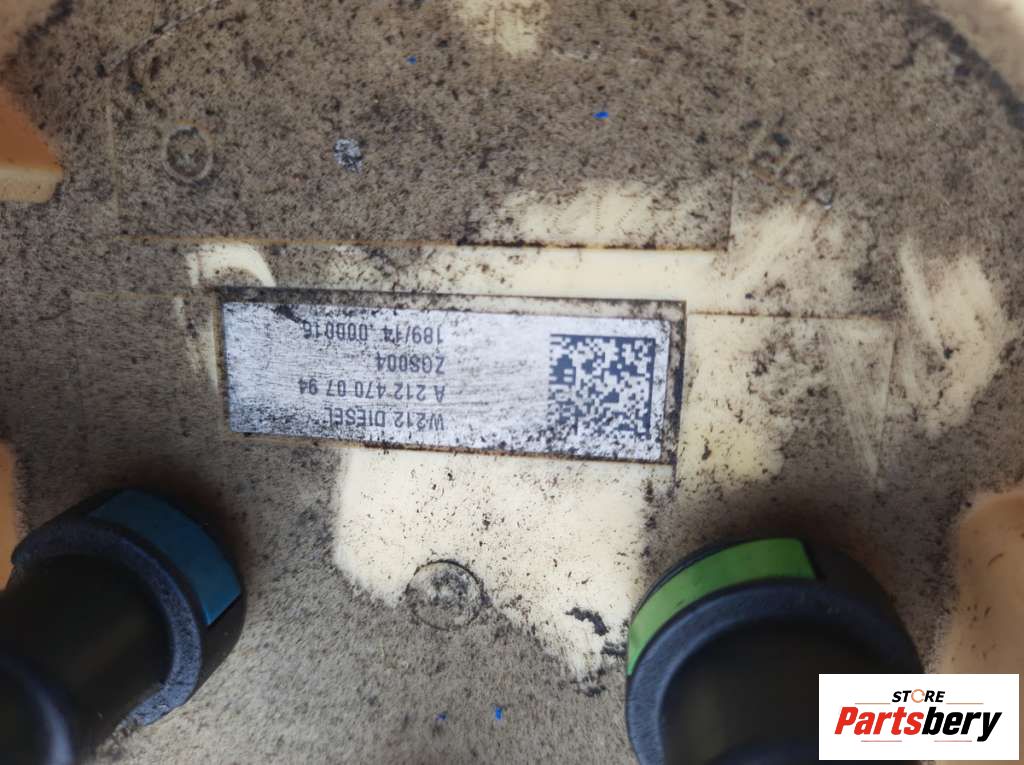 W212 DIESEL
A 212 470 07 94
ZGS004
189/14 000016
STORE
Partsbery